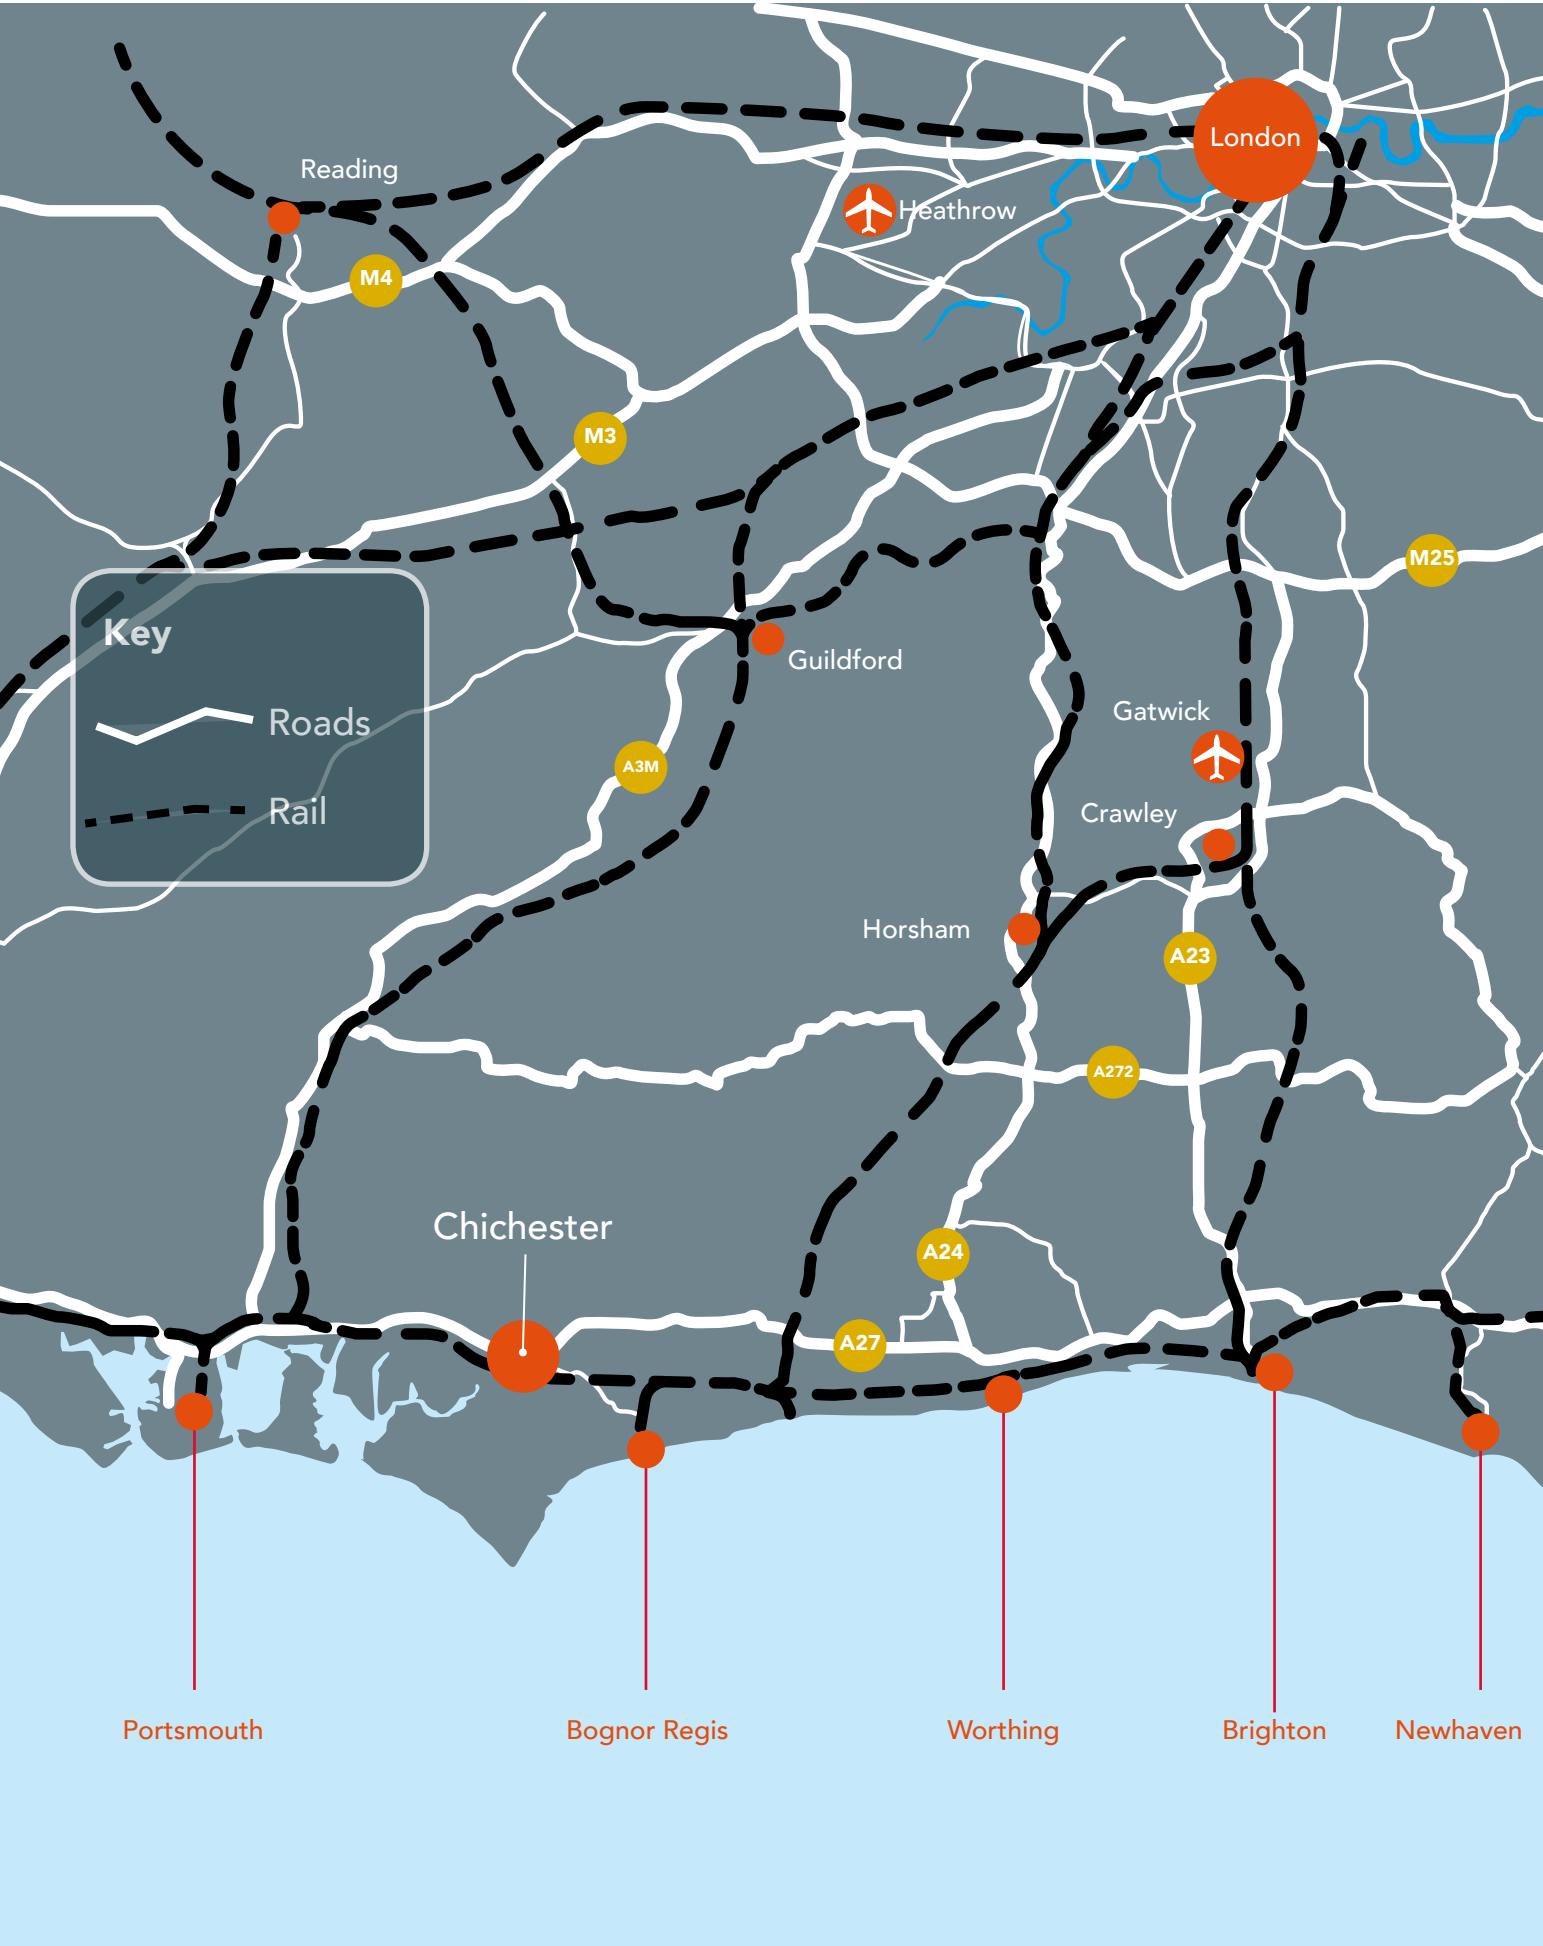 London
Reading
Heathrow
M4
M3
M25
Key
Guildford
Roads
Gatwick
A3M
Rail
Crawley
Horsham
A23
A272
Chichester
A24
A27
Portsmouth
Bognor Regis
Worthing
Brighton
Newhaven